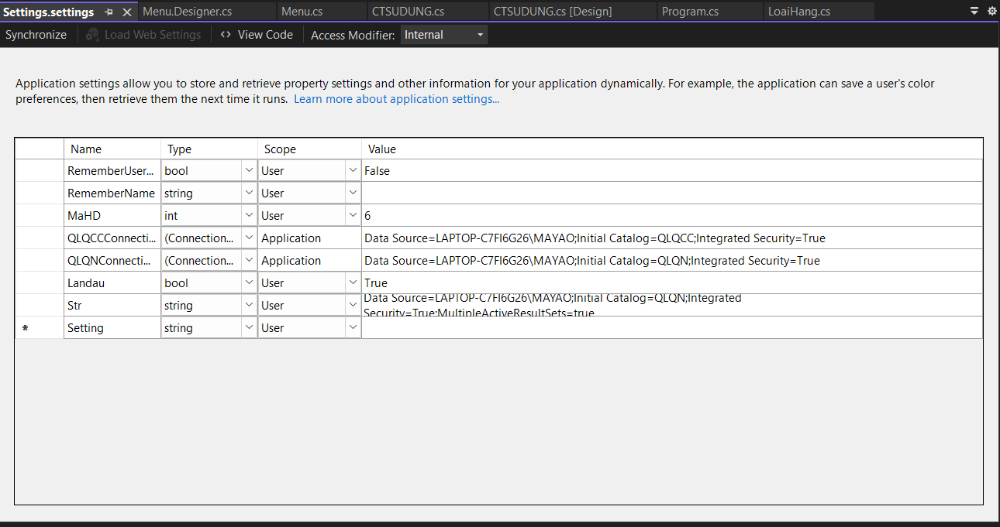 Settings.settings Menu.Designer.cs Menu.cs CTSUDUNG.cs CTSUDUNG.cs [Design] Program.cs LoaiHang.cs
Synchronize Load Web Settings <> View Code Access Modifier: Internal
Application settings allow you to store and retrieve property settings and other information for your application dynamically. For example, the application can save a user's color
preferences, then retrieve them the next time it runs. Learn more about application settings...
Name Type Scope Value
RememberUser... bool User False
RememberName string User
MaHD int User 6
QLQCCConnecti... (Connection... Application Data Source=LAPTOP-C7FI6G26\MAYAO;Initial Catalog=QLQCC;Integrated Security=True
QLQNConnecti... (Connection... Application Data Source=LAPTOP-C7FI6G26\MAYAO;Initial Catalog=QLQN;Integrated Security=True
Landau bool User True
Str string User Data Source=LAPTOP-C7FI6G26\MAYAO;Initial Catalog=QLQN;Integrated
Security=True;MultipleActiveResultSets=true
* Setting string User